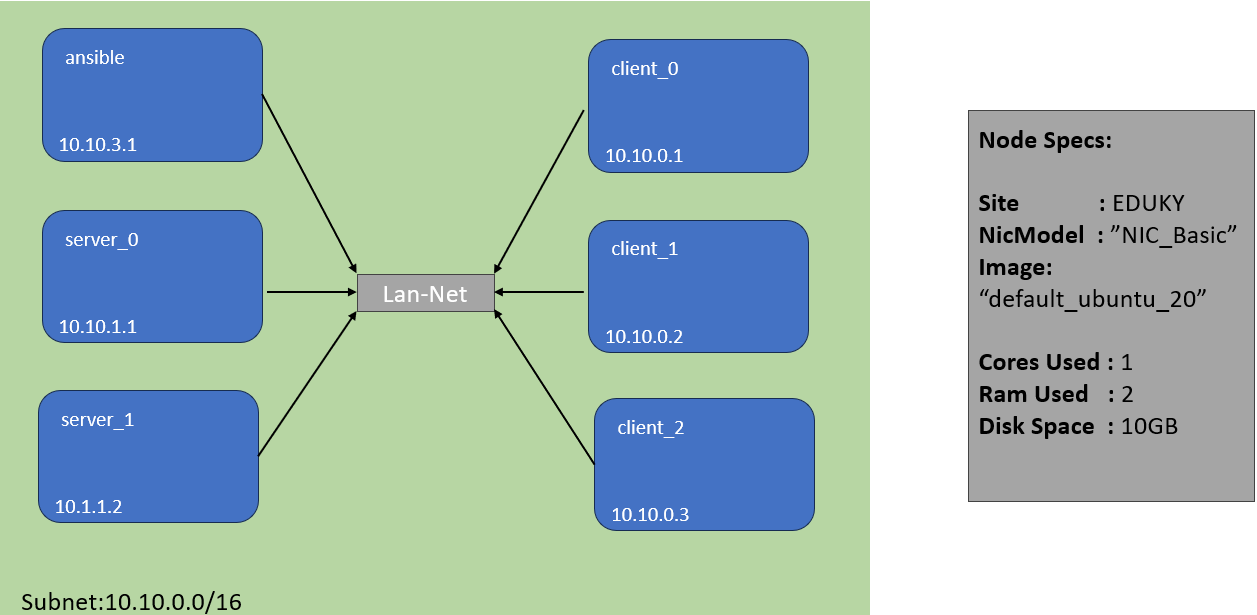 ansible
10.10.3.1
server_0
10.10.1.1
server_1
10.1.1.2
Lan-Net
client_0
10.10.0.1
client_1
10.10.0.2
client_2
10.10.0.3
Subnet:10.10.0.0/16
Node Specs:
Site : EDUKY
NicModel : ”NIC_Basic”
Image:
“default_ubuntu_20”
Cores Used : 1
Ram Used : 2
Disk Space : 10GB